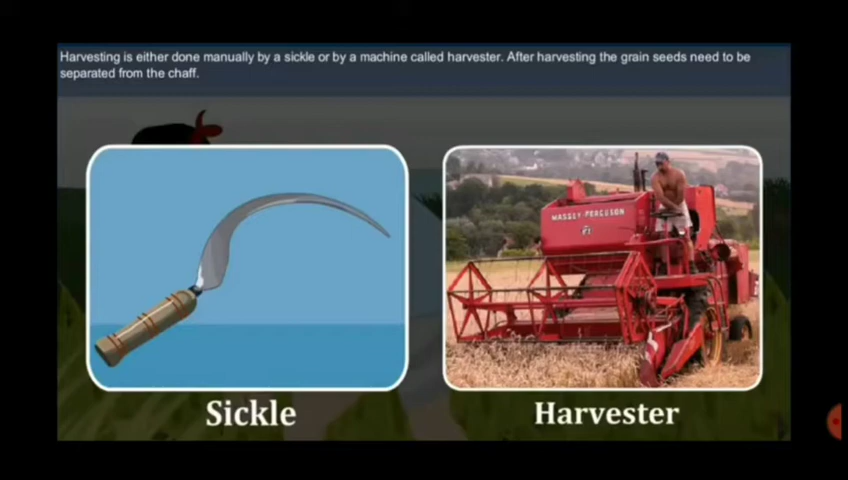 Harvesting is either done manually by a sickle or by a machine called harvester. After harvesting the grain seeds need to be
separated from the chaff.
MASSEY-FERGUSON
Sickle
Harvester